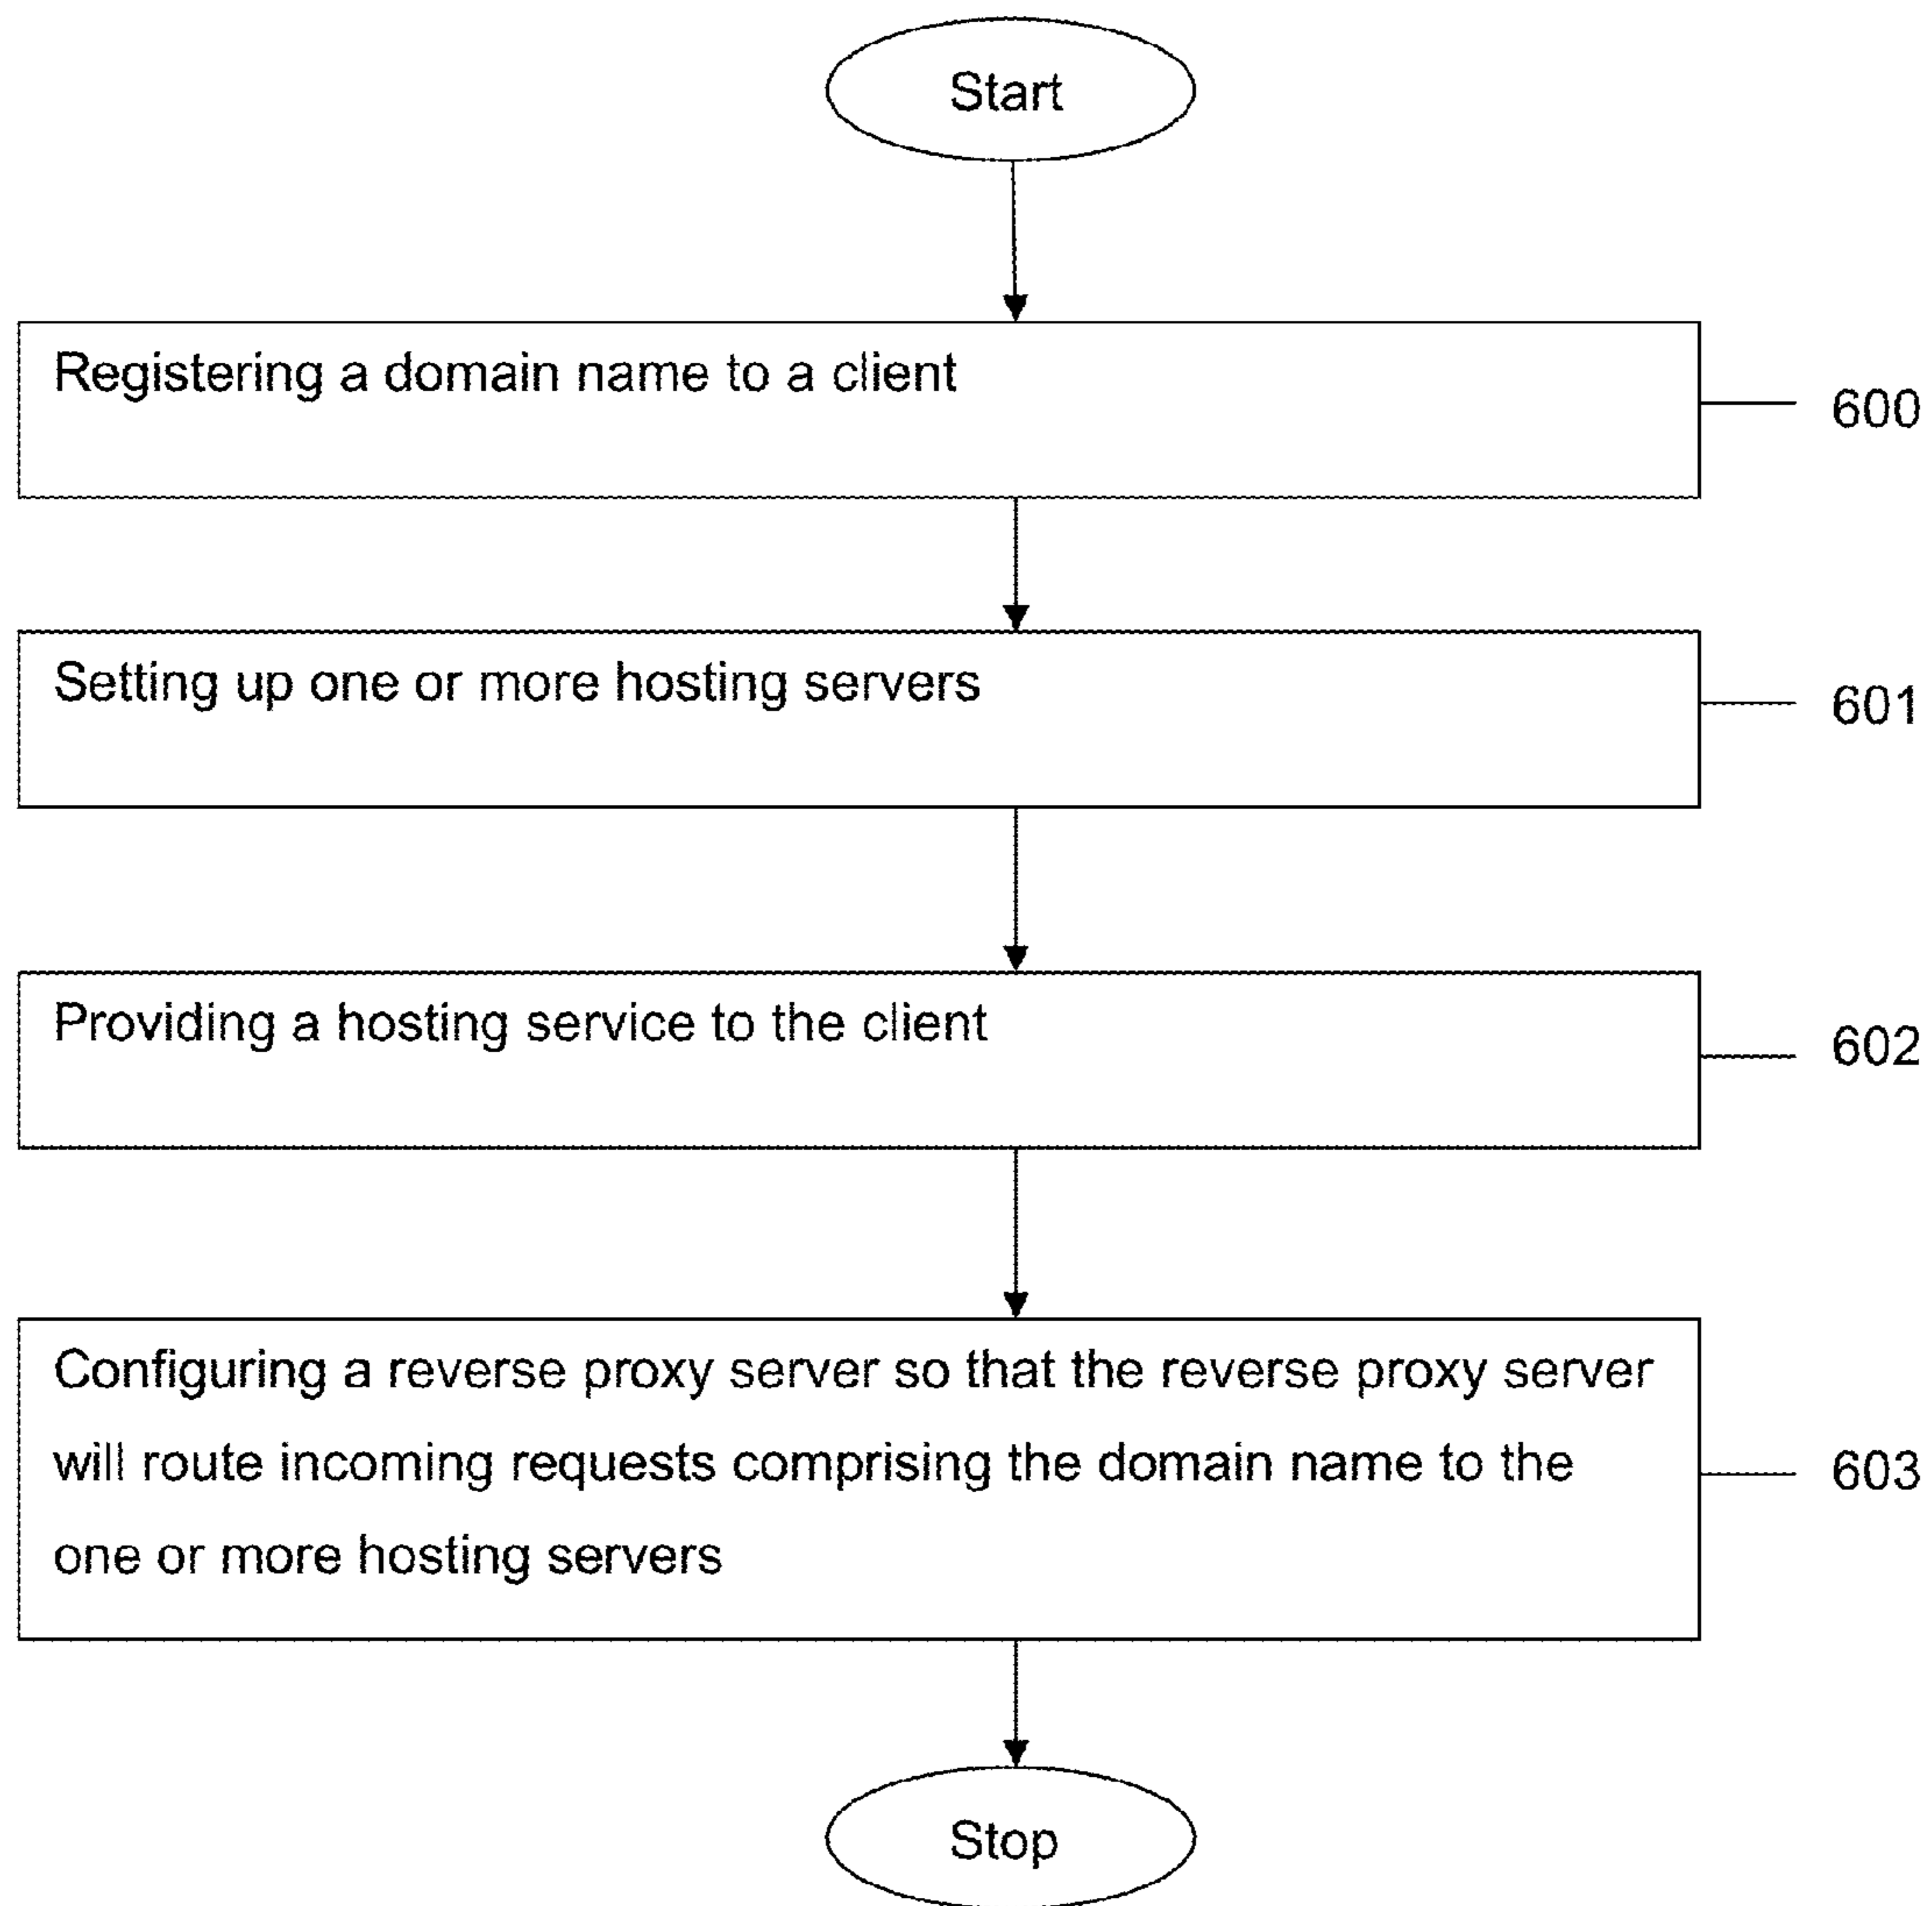 Start
Registering a domain name to a client
600
Setting up one or more hosting servers
601
Providing a hosting service to the client
602
Configuring a reverse proxy server so that the reverse proxy server
will route incoming requests comprising the domain name to the
one or more hosting servers
603
Stop